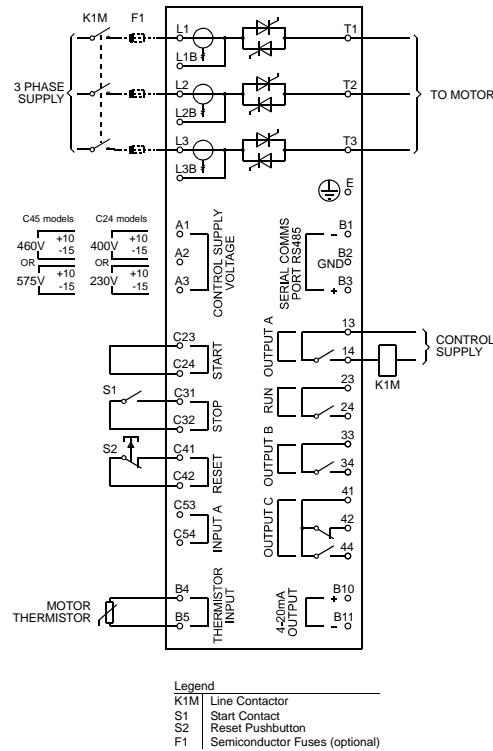 K1M F1
L1 T1
L1B
3 PHASE
SUPPLY
L2 T2
L2B
TO MOTOR
L3 T3
L3B
E
C45 models C24 models
460V +10 -15
OR
575V +10 -15
400V +10 -15
OR
230V +10 -15
A1
A2
A3
CONTROL SUPPLY
VOLTAGE
SERIAL COMMS
PORT RS485
- B1
GND B2
+ B3
C23
C24
START
S1
C31
C32
STOP
S2
C41
C42
RESET
C53
C54
INPUT A
MOTOR
THERMISTOR
B4
B5
THERMISTOR
INPUT
OUTPUT A
13
14
CONTROL
SUPPLY
K1M
RUN
23
24
OUTPUT B
33
34
OUTPUT C
41
42
44
4-20mA
OUTPUT
+ B10
- B11
Legend
K1M Line Contactor
S1 Start Contact
S2 Reset Pushbutton
F1 Semiconductor Fuses (optional)